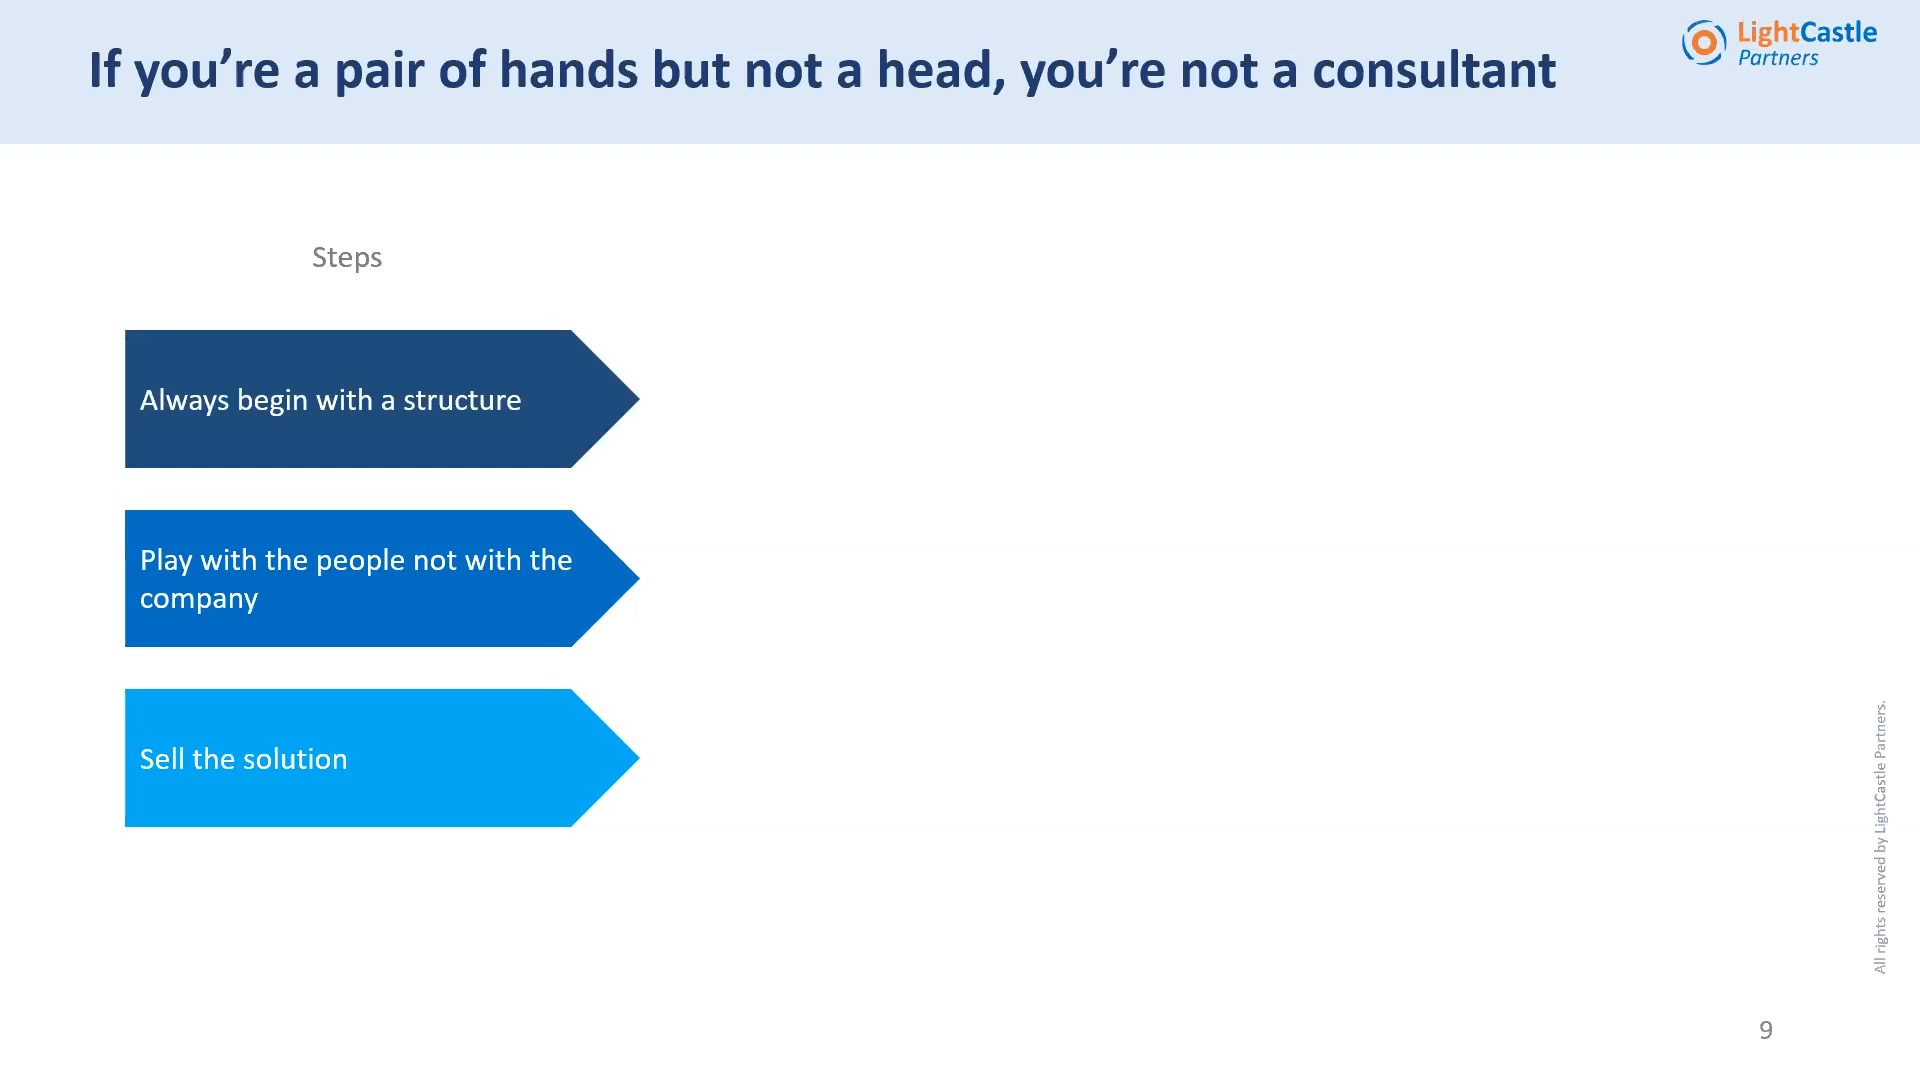 If you’re a pair of hands but not a head, you’re not a consultant
LightCastle
Partners
Steps
Always begin with a structure
Play with the people not with the
company
Sell the solution
All rights reserved by LightCastle Partners.
9